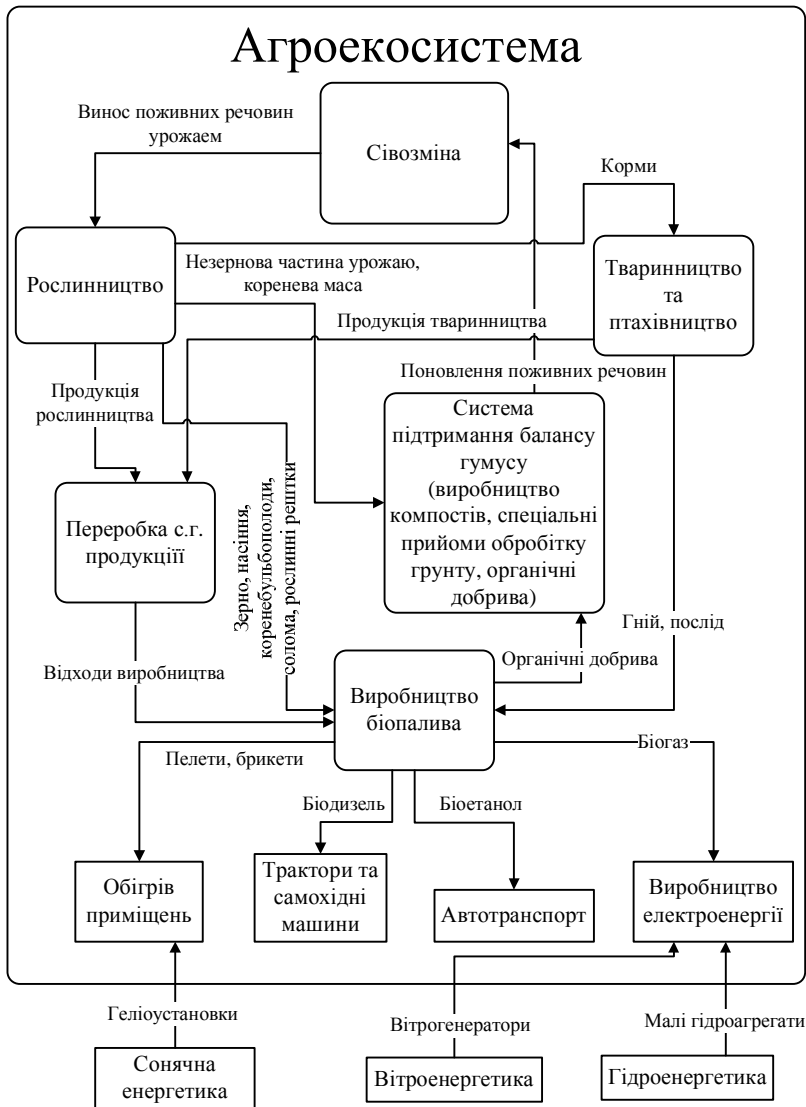 Агроекосистема
Винос поживних речовин
урожаем
Сівозміна
Корми
Рослинництво
Незернова частина урожаю,
коренева маса
Тваринництво
та
птахівництво
Продукція тваринництва
Поновлення поживних речовин
Продукція
рослинництва
Система
підтримання балансу
гумусу
(виробництво
компостів, спеціальні
прийоми обробітку
грунту, органічні
добрива)
Переробка с.г.
продукціїї
Зерно, насіння,
коренебульбополоди,
солома, рослинні рештки
Гній, послід
Органічні добрива
Відходи виробництва
Виробництво
біопалива
Пелети, брикети
Біогаз
Біодизель
Біоетанол
Обігрів
приміщень
Трактори та
самохідні
машини
Автотранспорт
Виробництво
електроенергії
Геліоустановки
Вітрогенератори
Малі гідроагрегати
Сонячна
енергетика
Вітроенергетика
Гідроенергетика